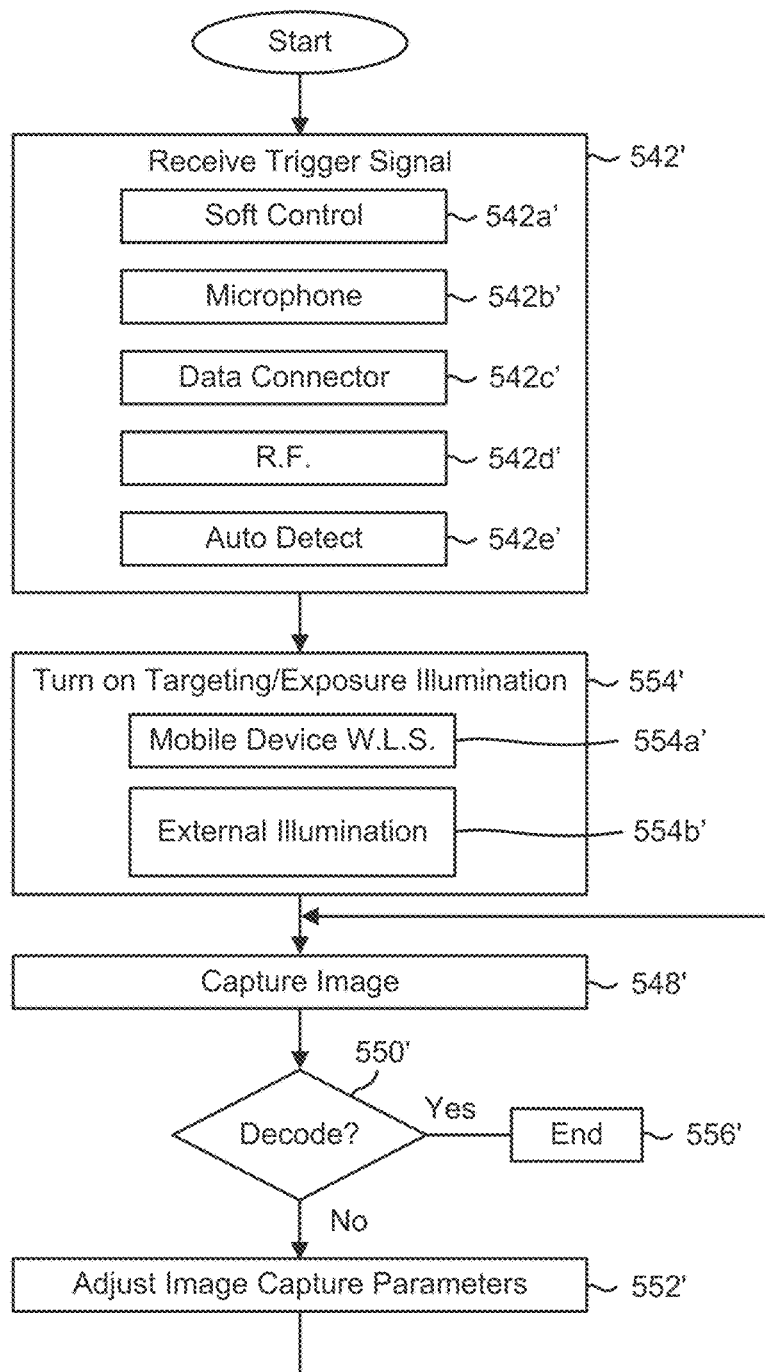 Start
Receive Trigger Signal
542'
Soft Control
542a'
Microphone
542b'
Data Connector
542c'
R.F.
542d'
Auto Detect
542e'
Turn on Targeting/Exposure Illumination
554'
Mobile Device W.L.S.
554a'
External Illumination
554b'
Capture Image
548'
550'
Decode?
Yes
End
556'
No
Adjust Image Capture Parameters
552'